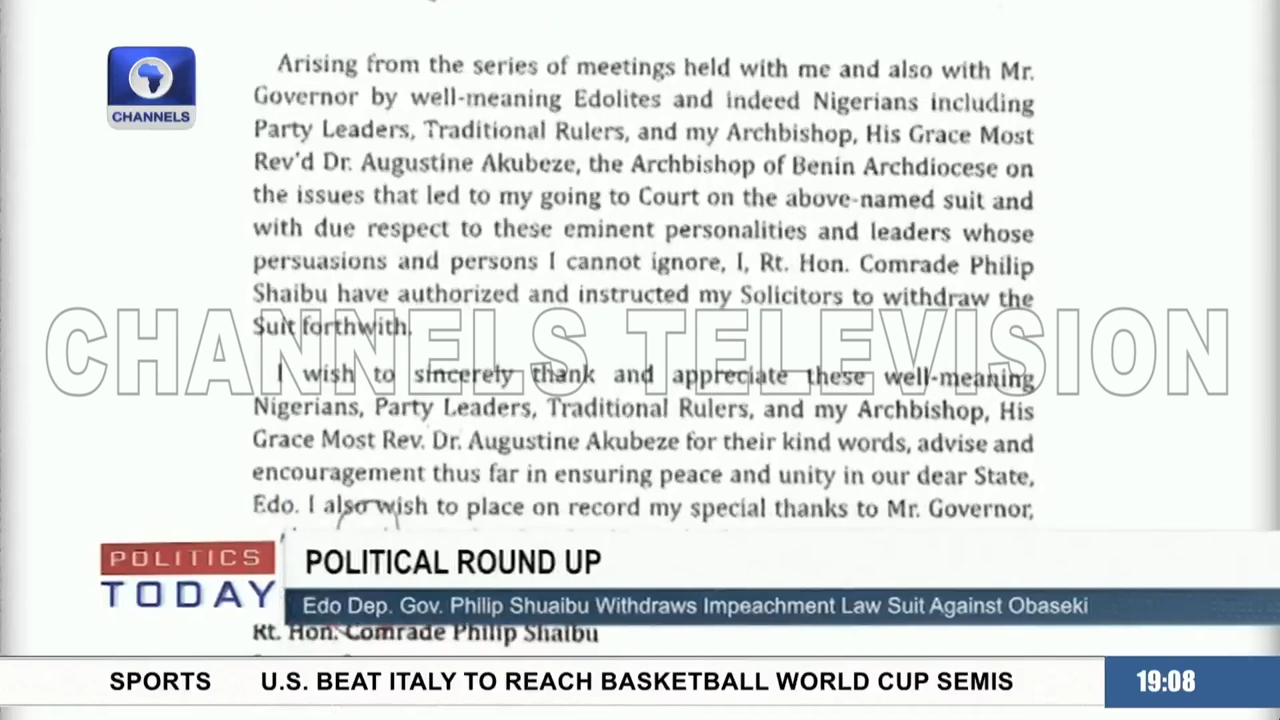 Arising from the series of meetings held with me and also with Mr.
Governor by well-meaning Edolites and indeed Nigerians including
Party Leaders, Traditional Rulers, and my Archbishop, His Grace Most
Rev'd Dr. Augustine Akubeze, the Archbishop of Benin Archdiocese on
the issues that led to my going to Court on the above-named suit and
with due respect to these eminent personalities and leaders whose
persuasions and persons I cannot ignore, I, Rt. Hon. Comrade Philip
Shaibu have authorized and instructed my Solicitors to withdraw the
Suit forthwith.
I wish to sincerely thank and appreciate these well-meaning
Nigerians, Party Leaders, Traditional Rulers, and my Archbishop, His
Grace Most Rev. Dr. Augustine Akubeze for their kind words, advise and
encouragement thus far in ensuring peace and unity in our dear State,
Edo. I also wish to place on record my special thanks to Mr. Governor,
Rt. Hon. Comrade Philip Shaibu
CHANNELS
CHANNELS TELEVISION
POLITICS
TODAY
POLITICAL ROUND UP
Edo Dep. Gov. Philip Shuaibu Withdraws Impeachment Law Suit Against Obaseki
SPORTS U.S. BEAT ITALY TO REACH BASKETBALL WORLD CUP SEMIS
19:08